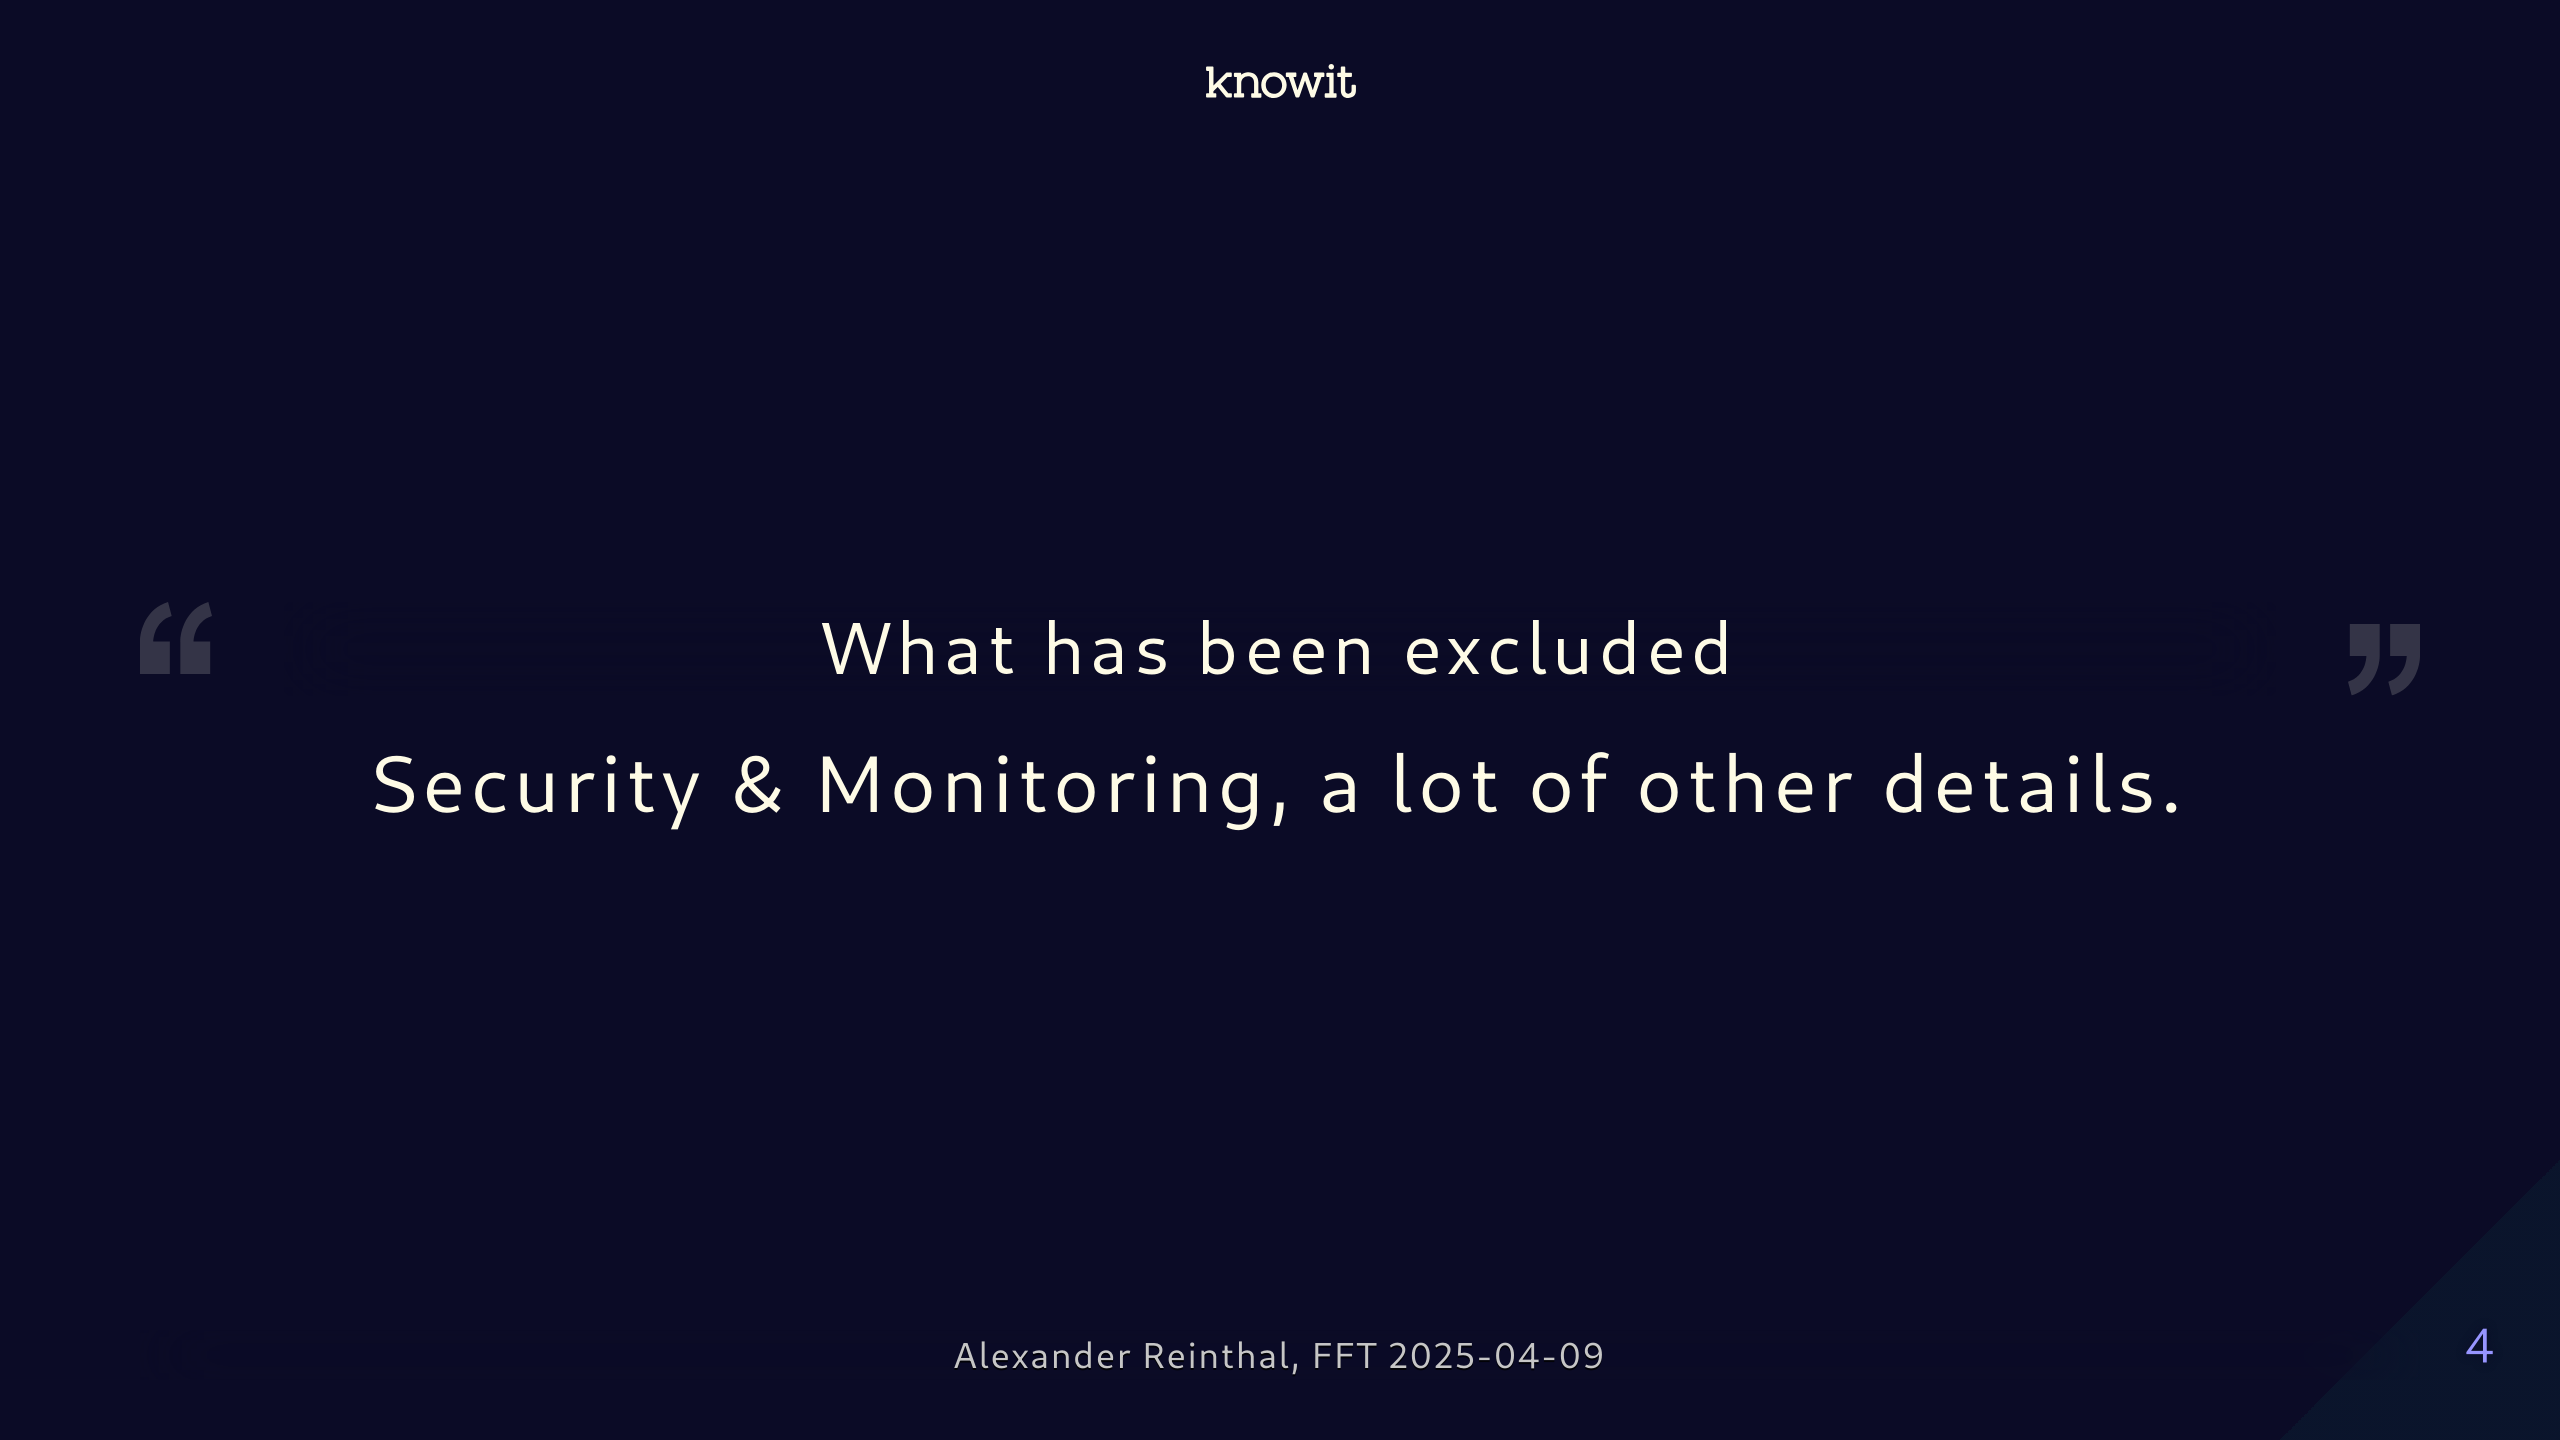 knowit
“ What has been excluded ”
Security & Monitoring, a lot of other details.
Alexander Reinthal, FFT 2025-04-09
4